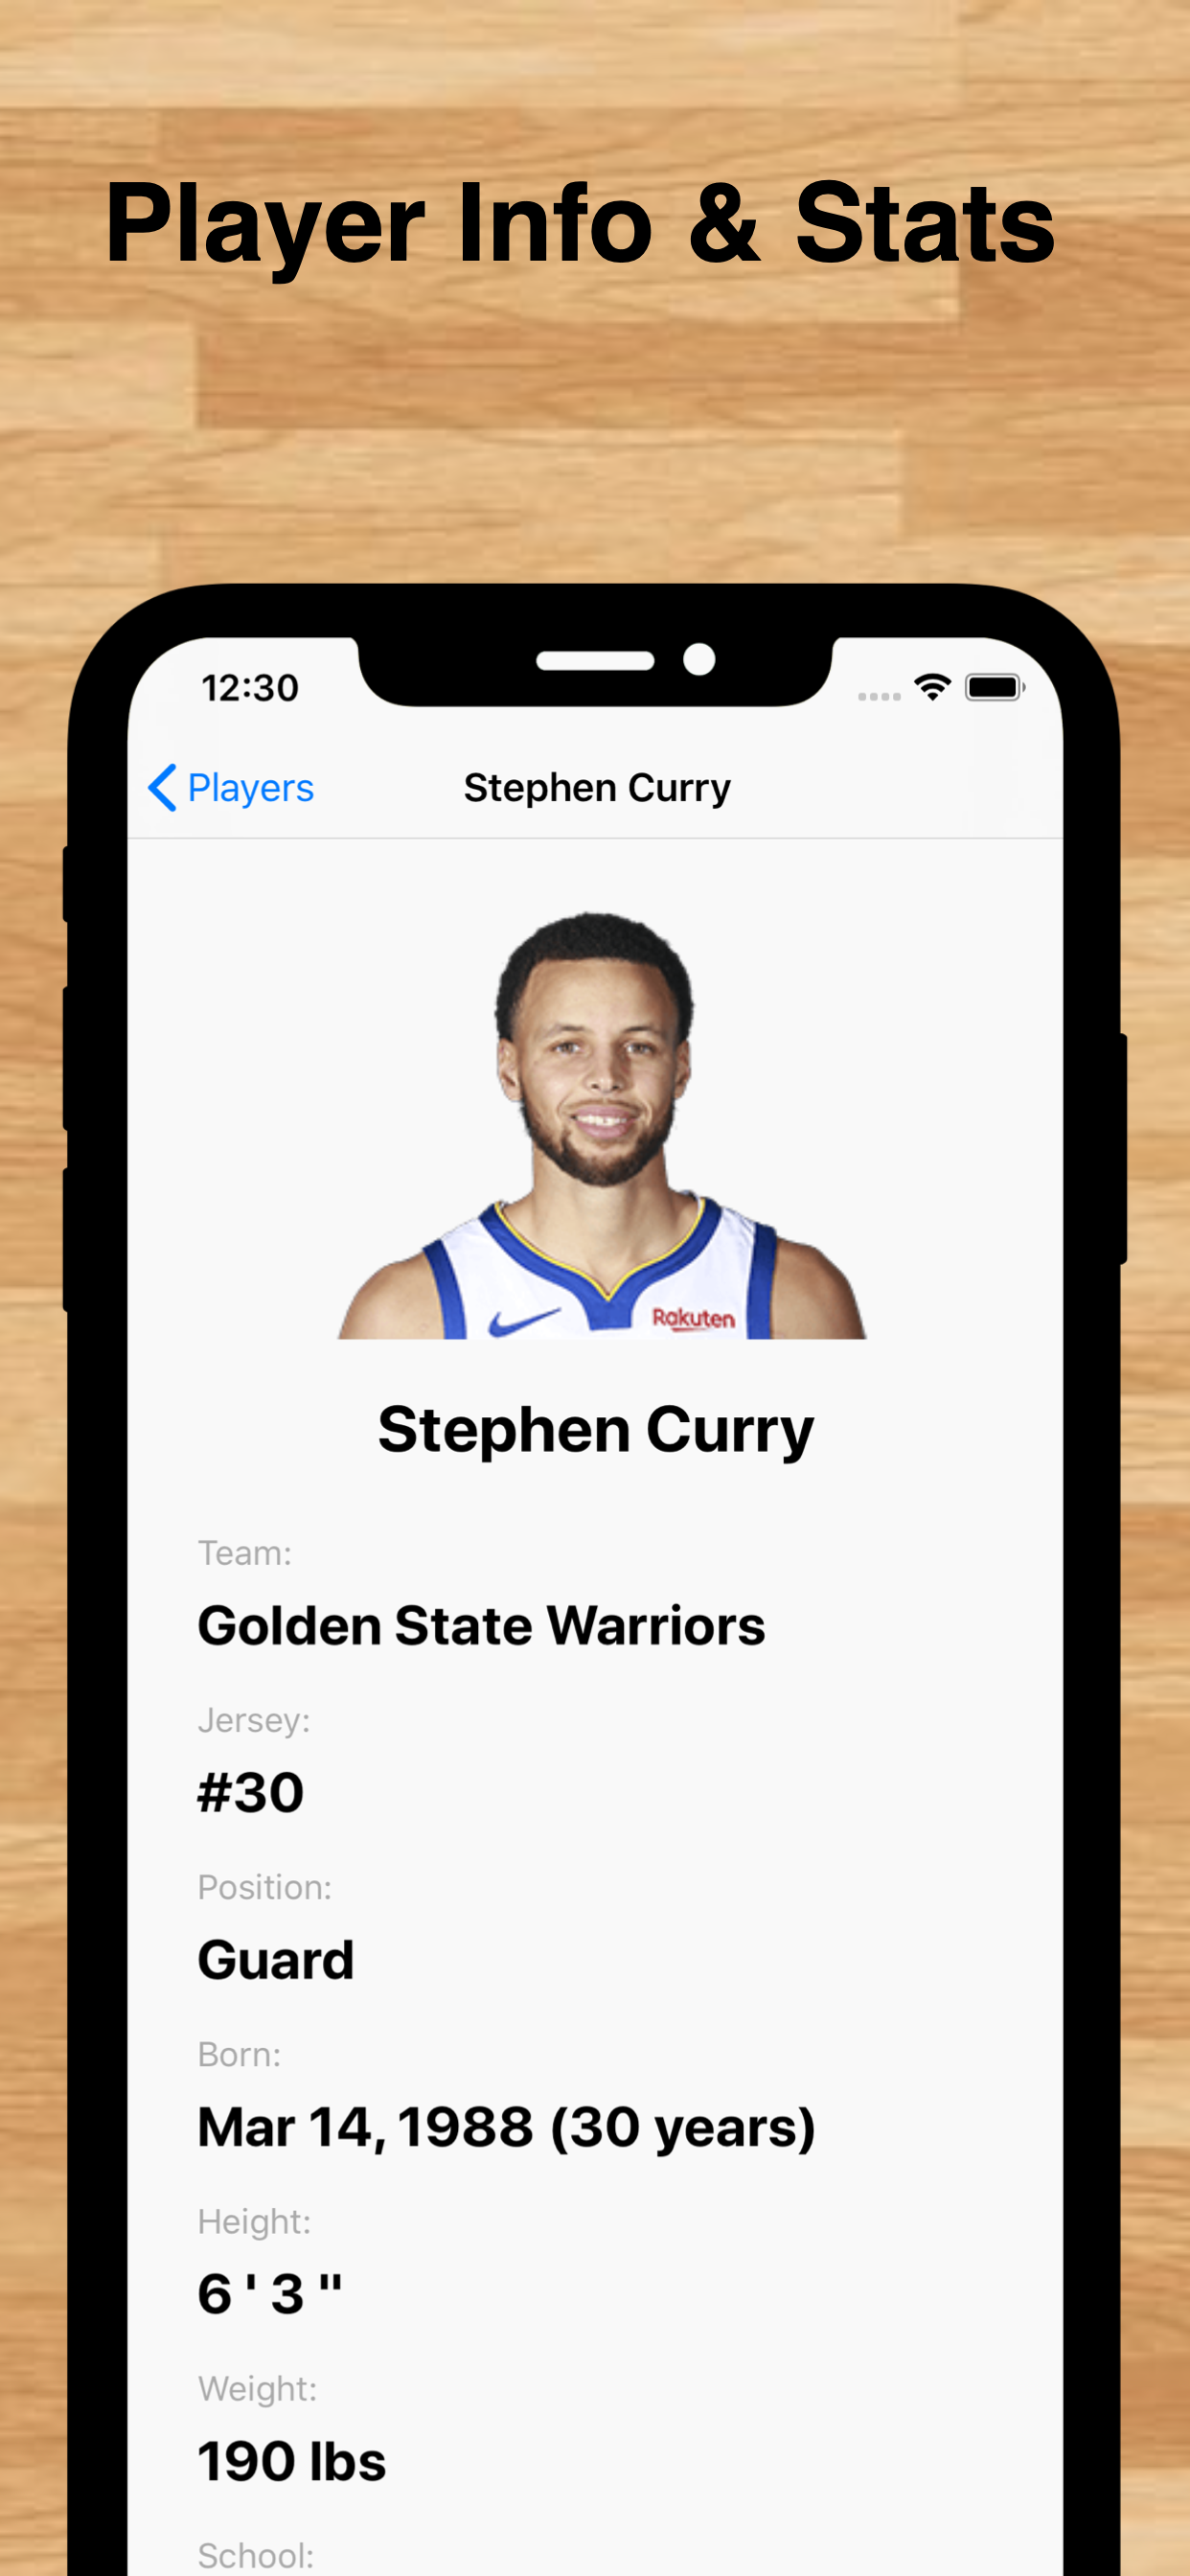 Player Info & Stats
12:30
Players
Stephen Curry
Rakuten
Stephen Curry
Team:
Golden State Warriors
Jersey:
#30
Position:
Guard
Born:
Mar 14, 1988 (30 years)
Height:
6 ' 3 "
Weight:
190 lbs
School: